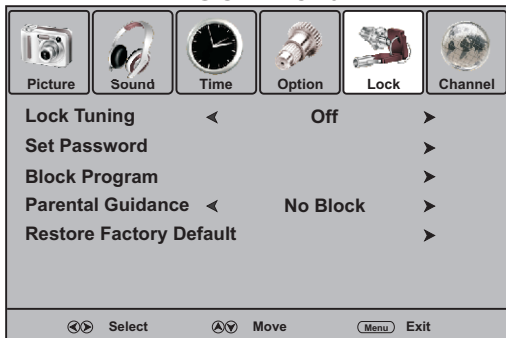 Picture Sound Time Option Lock Channel
Lock Tuning Off
Set Password
Block Program
Parental Guidance No Block
Restore Factory Default
Select Move Menu Exit